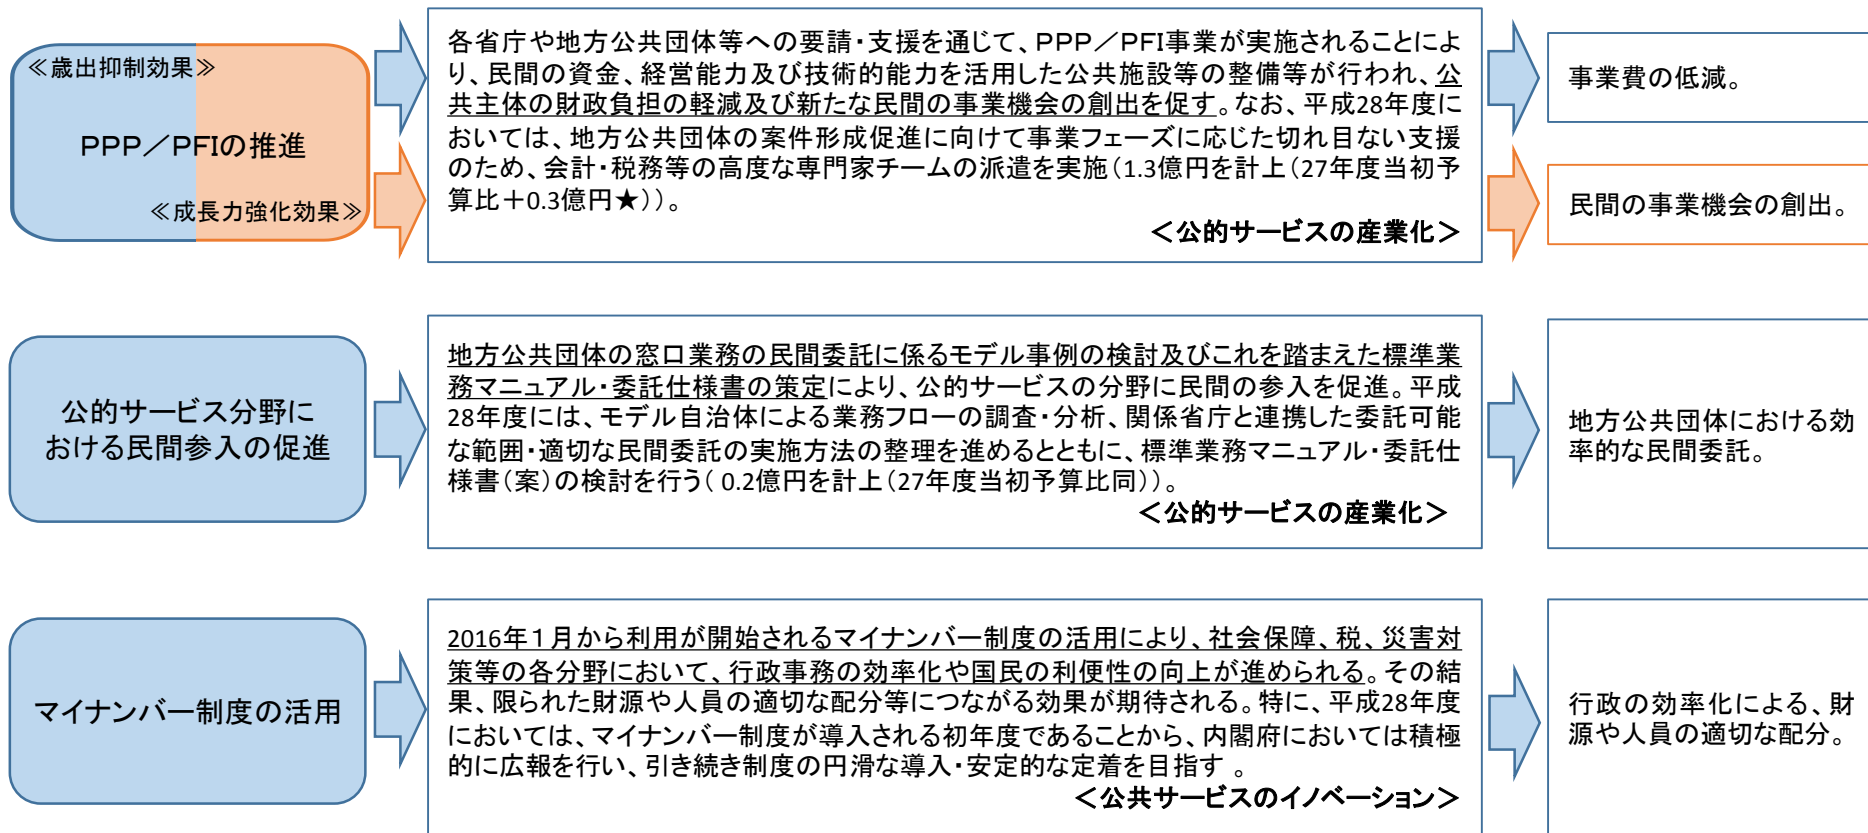 ≪歳出抑制効果≫
PPP／PFIの推進
≪成長力強化効果≫
各省庁や地方公共団体等への要請・支援を通じて、PPP／PFI事業が実施されることによ
り、民間の資金、経営能力及び技術的能力を活用した公共施設等の整備等が行われ、公
共主体の財政負担の軽減及び新たな民間の事業機会の創出を促す。なお、平成28年度に
おいては、地方公共団体の案件形成促進に向けて事業フェーズに応じた切れ目ない支援
のため、会計・税務等の高度な専門家チームの派遣を実施（1.3億円を計上（27年度当初予
算比＋0.3億円★））。
＜公的サービスの産業化＞
事業費の低減。
民間の事業機会の創出。
公的サービス分野に
おける民間参入の促進
地方公共団体の窓口業務の民間委託に係るモデル事例の検討及びこれを踏まえた標準業
務マニュアル・委託仕様書の策定により、公的サービスの分野に民間の参入を促進。平成
28年度には、モデル自治体による業務フローの調査・分析、関係省庁と連携した委託可能
な範囲・適切な民間委託の実施方法の整理を進めるとともに、標準業務マニュアル・委託仕
様書（案）の検討を行う（ 0.2億円を計上（27年度当初予算比同））。
＜公的サービスの産業化＞
地方公共団体における効
率的な民間委託。
マイナンバー制度の活用
2016年１月から利用が開始されるマイナンバー制度の活用により、社会保障、税、災害対
策等の各分野において、行政事務の効率化や国民の利便性の向上が進められる。その結
果、限られた財源や人員の適切な配分等につながる効果が期待される。特に、平成28年度
においては、マイナンバー制度が導入される初年度であることから、内閣府においては積極
的に広報を行い、引き続き制度の円滑な導入・安定的な定着を目指す 。
＜公共サービスのイノベーション＞
行政の効率化による、財
源や人員の適切な配分。